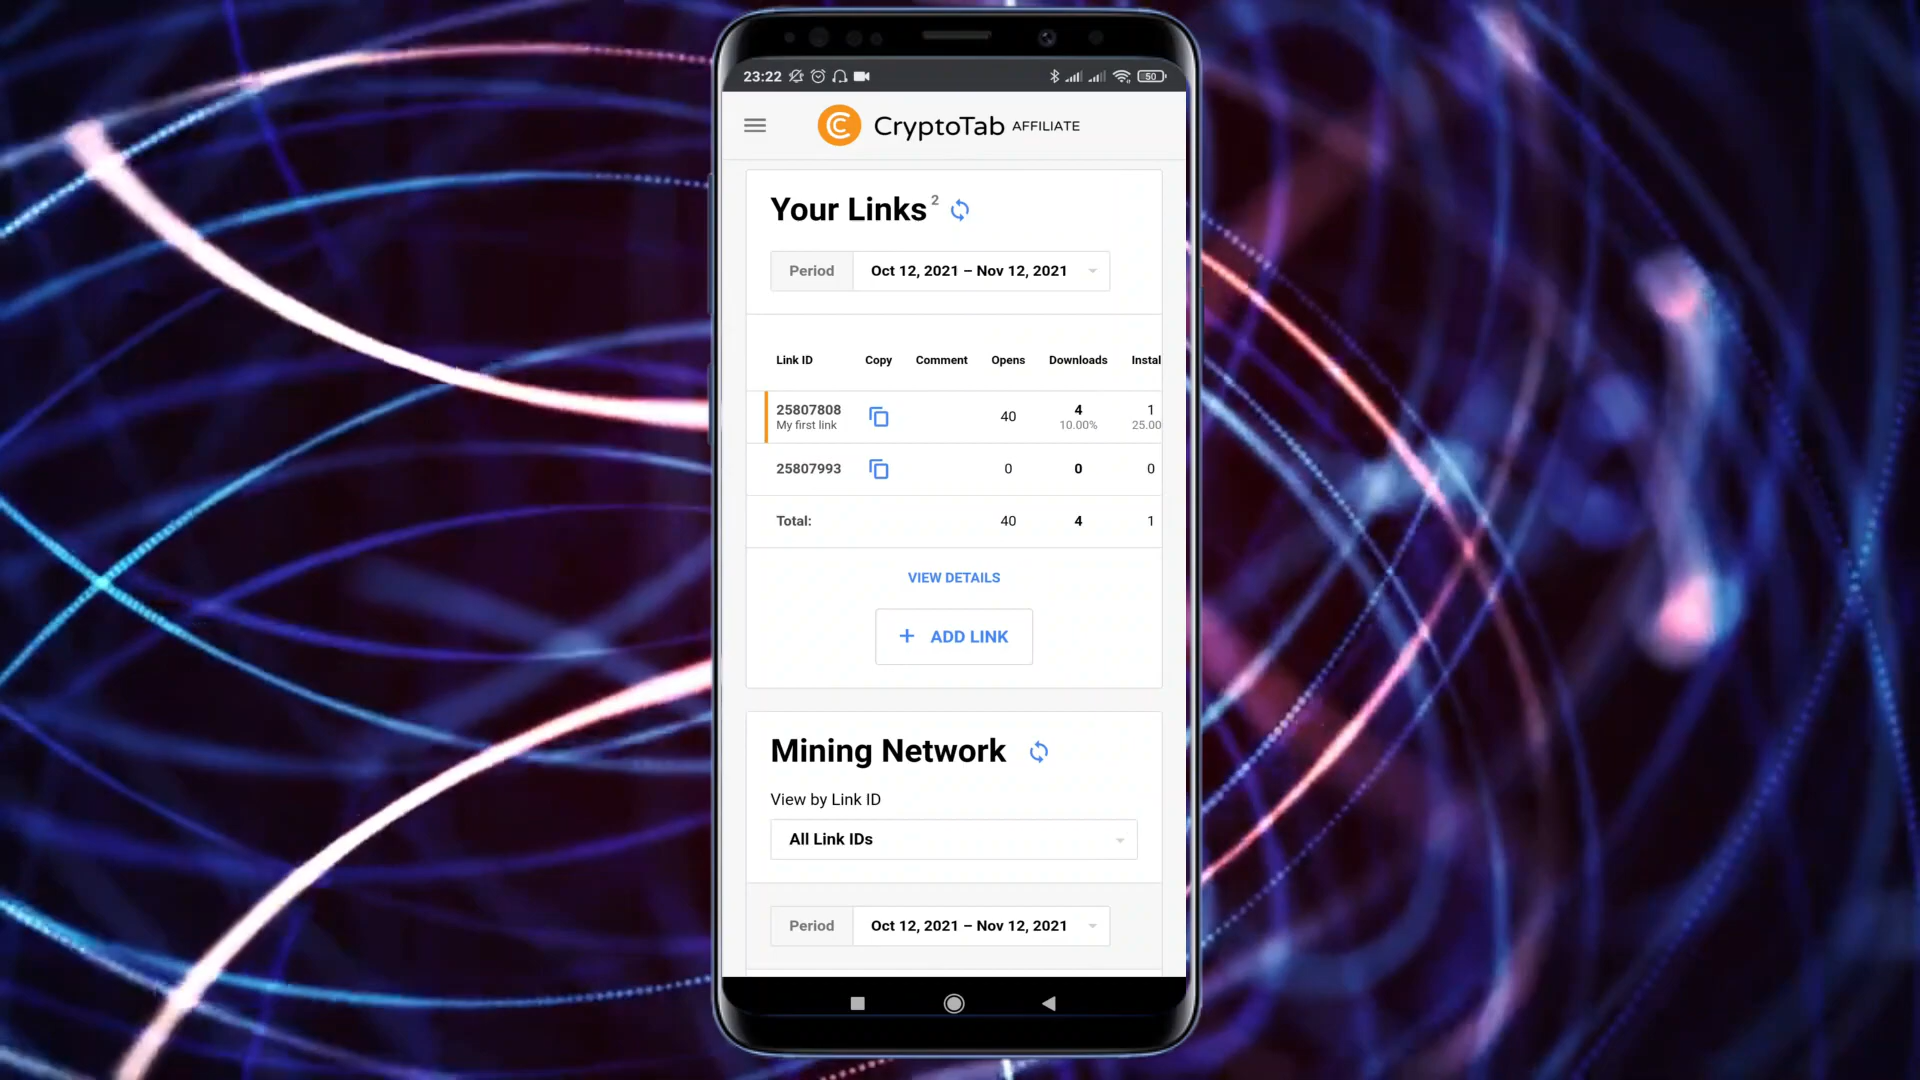 23:22
50
CryptoTab AFFILIATE
Your Links 2
Period Oct 12, 2021 – Nov 12, 2021
Link ID Copy Comment Opens Downloads Instal
25807808 40 4 1
My first link 10.00% 25.00
25807993 0 0 0
Total: 40 4 1
VIEW DETAILS
+ ADD LINK
Mining Network
View by Link ID
All Link IDs
Period Oct 12, 2021 – Nov 12, 2021